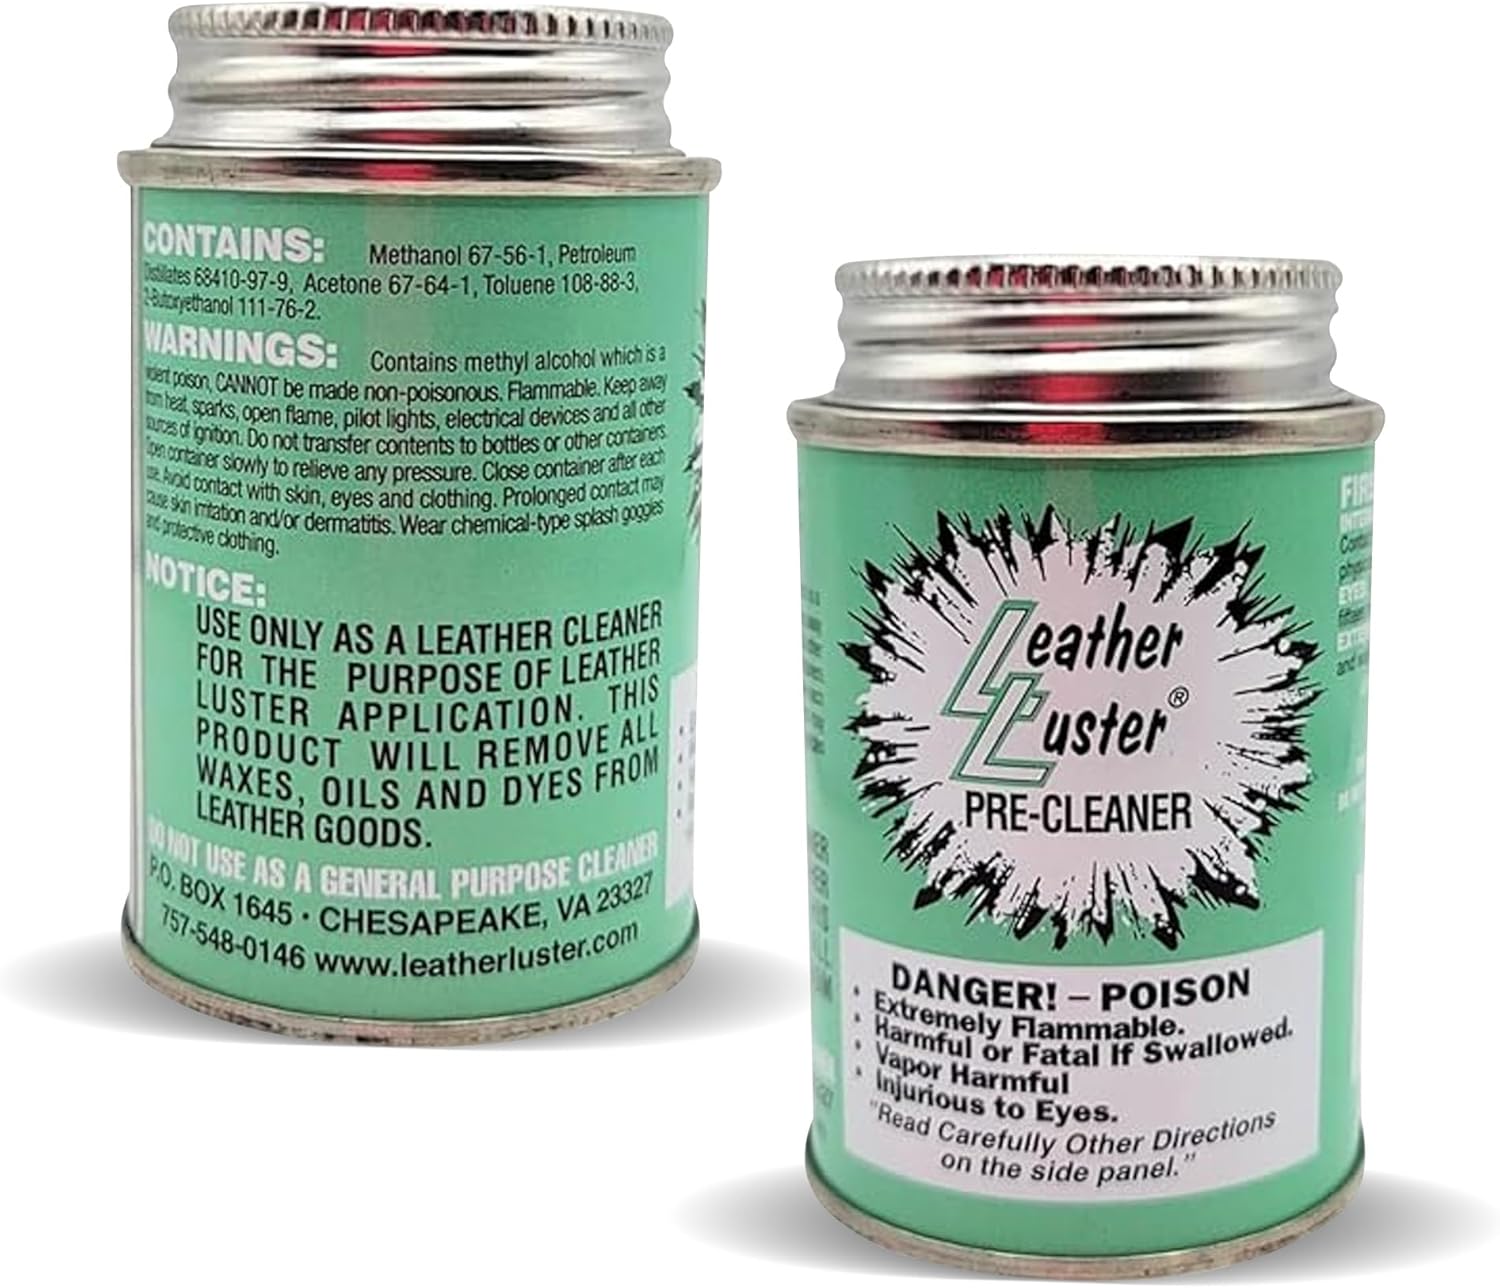 CONTAINS: Methanol 67-56-1, Petroleum
Distillates 68410-97-9, Acetone 67-64-1, Toluene 108-88-3,
2-Butoxyethanol 111-76-2.
WARNINGS: Contains methyl alcohol which is a
violent poison. CANNOT be made non-poisonous. Flammable. Keep away
from heat, sparks, open flame, pilot lights, electrical devices and all other
sources of ignition. Do not transfer contents to bottles or other containers.
Open container slowly to relieve any pressure. Close container after each
use. Avoid contact with skin, eyes and clothing. Prolonged contact may
cause skin irritation and/or dermatitis. Wear chemical-type splash goggles
and protective clothing.
NOTICE:
USE ONLY AS A LEATHER CLEANER
FOR THE PURPOSE OF LEATHER
LUSTER APPLICATION. THIS
PRODUCT WILL REMOVE ALL
WAXES, OILS AND DYES FROM
LEATHER GOODS.
DO NOT USE AS A GENERAL PURPOSE CLEANER
P.O. BOX 1645 • CHESAPEAKE, VA 23327
757-548-0146 www.leatherluster.com
Leather
Luster®
PRE-CLEANER
DANGER! – POISON
• Extremely Flammable.
• Harmful or Fatal If Swallowed.
• Vapor Harmful
• Injurious to Eyes.
"Read Carefully Other Directions
on the side panel."